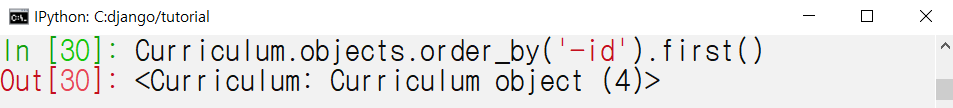 IPython: C:django/tutorial
In [30]: Curriculum.objects.order_by('-id').first()
Out[30]: <Curriculum: Curriculum object (4)>